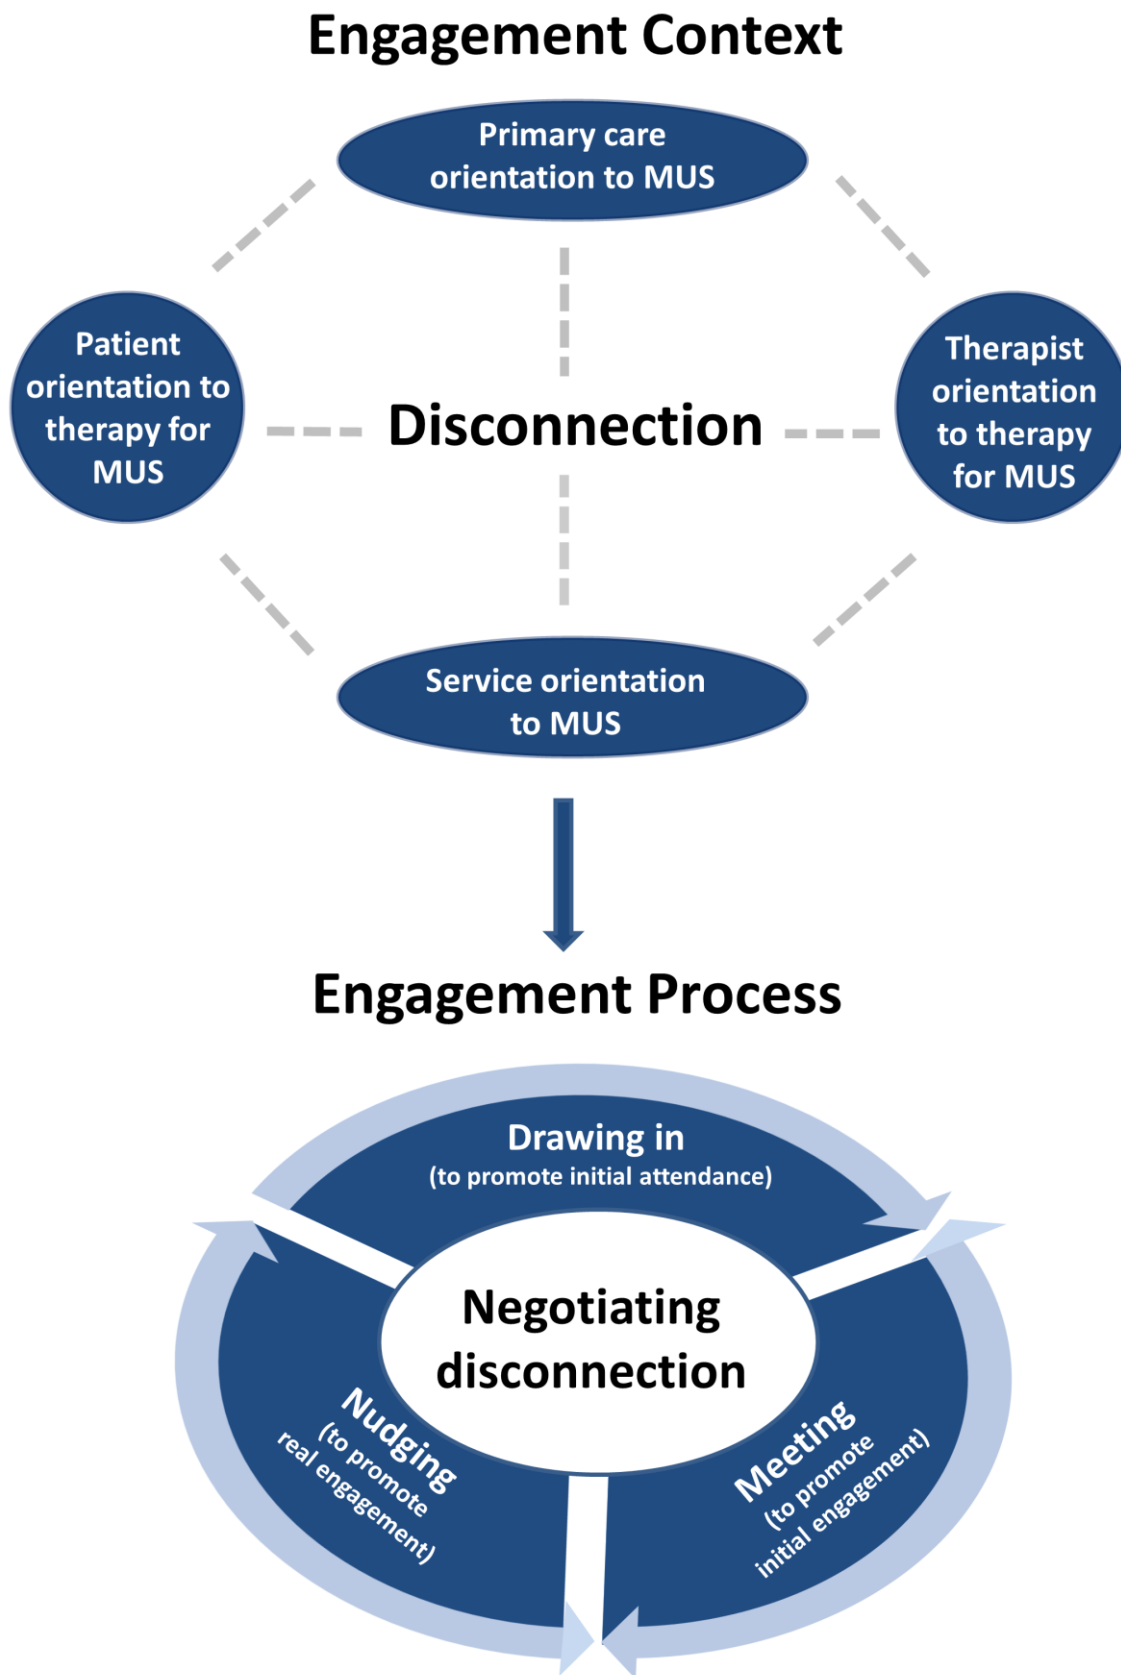 Engagement Context
Primary care
orientation to MUS
Patient
orientation to
therapy for
MUS
Disconnection
Therapist
orientation
to therapy
for MUS
Service orientation
to MUS
Engagement Process
Drawing in
(to promote initial attendance)
Negotiating
disconnection
Nudging
(to promote
real engagement)
Meeting
(to promote
initial engagement)